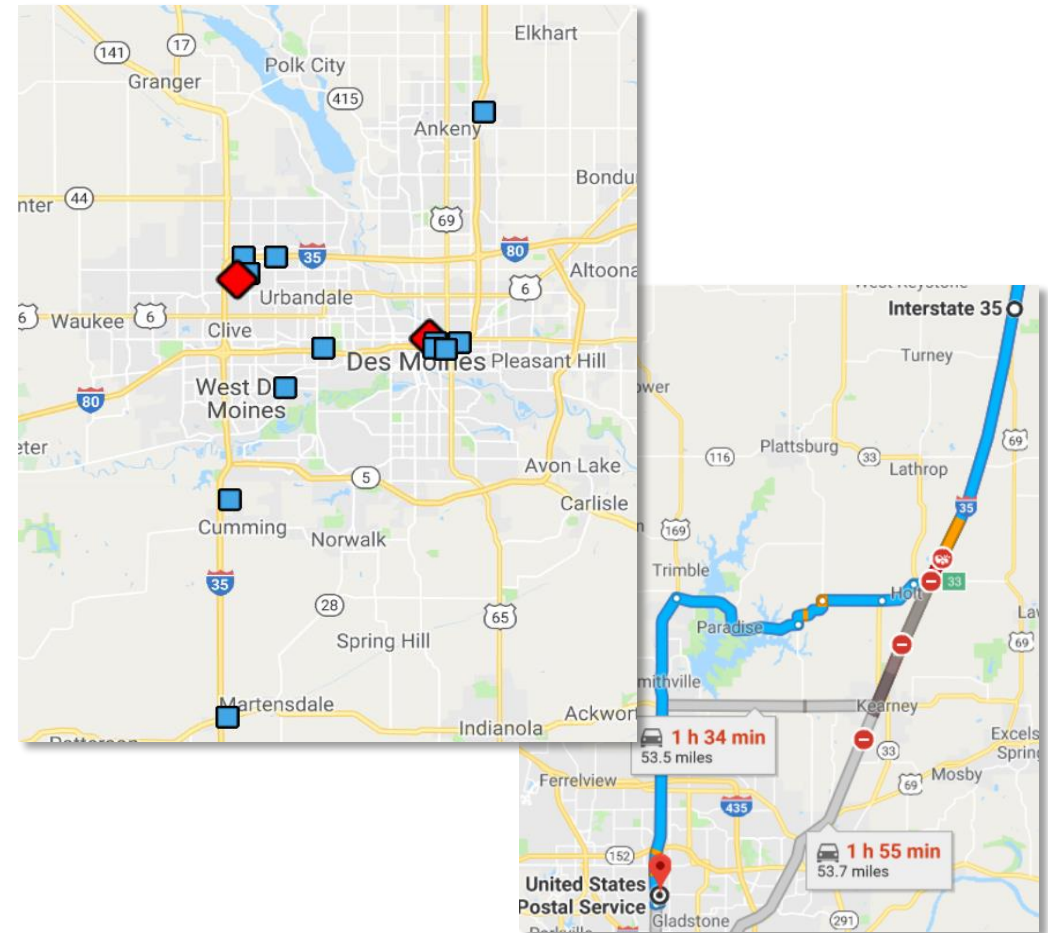 Elkhart
141
17
Polk City
Granger
415
Ankeny
Bondu
44
nter
69
35
80
Altoona
6
Urbandale
6
Waukee
6
Clive
Des Moines
Pleasant Hill
West D
Moines
80
eter
5
Avon Lake
Carlisle
Cumming
Norwalk
35
28
65
Spring Hill
Martensdale
Indianola
Ackwor
Interstate 35
Turney
ower
Plattsburg
116
33
Lathrop
69
35
169
Trimble
33
Holt
Paradise
69
mithville
Kearney
1 h 34 min
53.5 miles
33
Excels
Spring
Ferrelview
Mosby
69
435
1 h 55 min
53.7 miles
152
United States
Postal Service
Gladstone
291